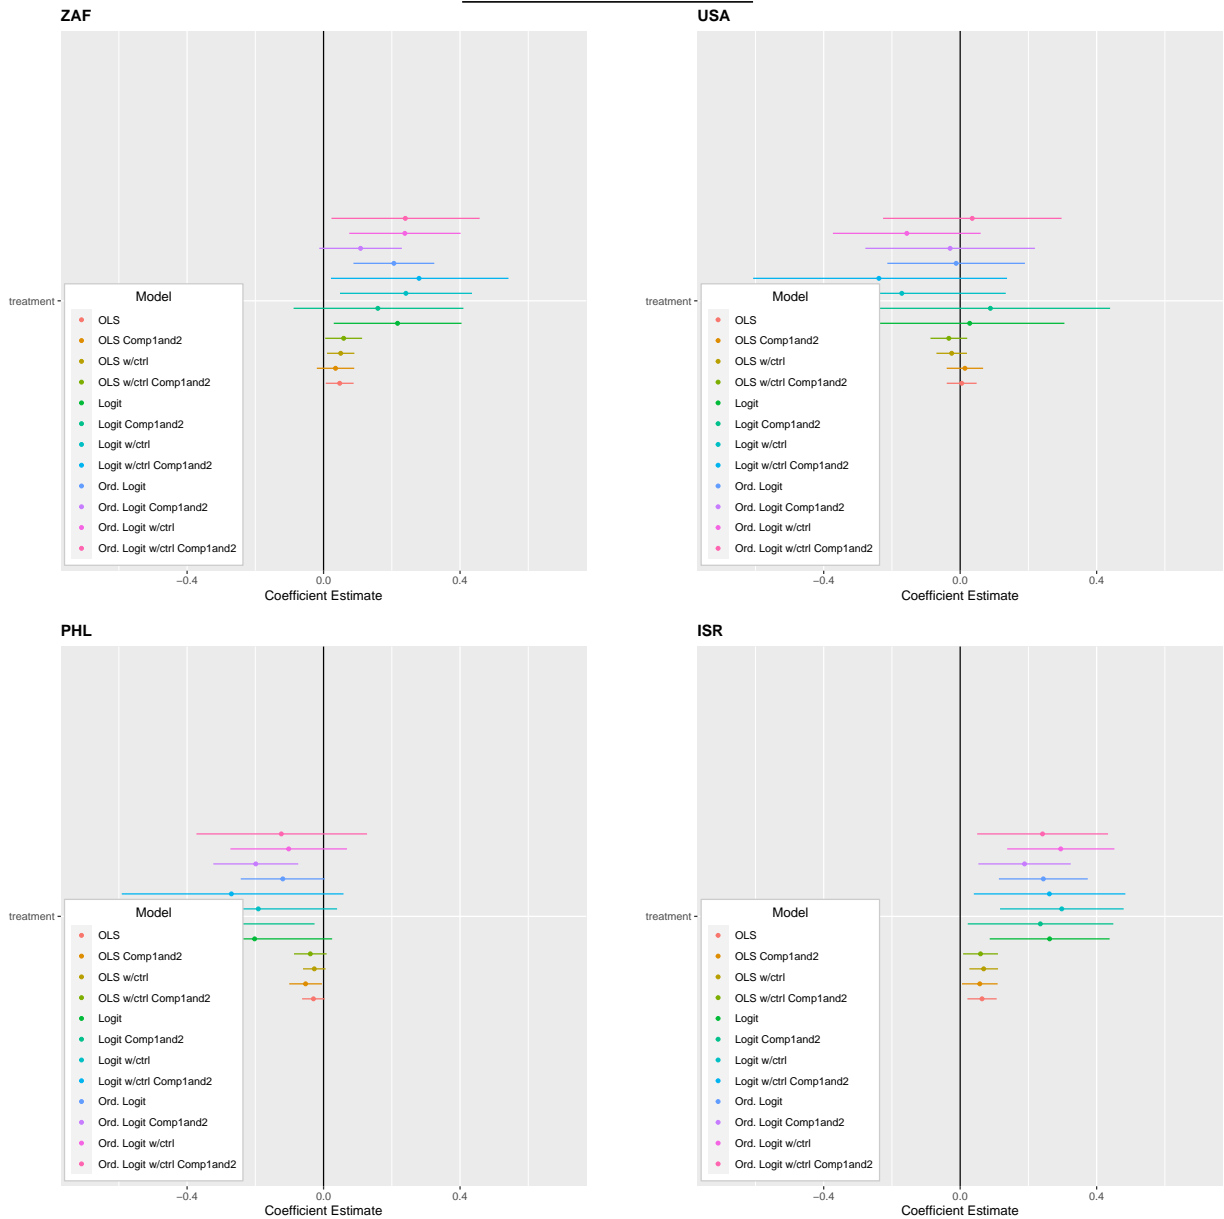 ZAF
treatment
Model
OLS
OLS Comp1and2
OLS w/ctrl
OLS w/ctrl Comp1and2
Logit
Logit Comp1and2
Logit w/ctrl
Logit w/ctrl Comp1and2
Ord. Logit
Ord. Logit Comp1and2
Ord. Logit w/ctrl
Ord. Logit w/ctrl Comp1and2
−0.4 0.0 0.4
Coefficient Estimate
USA
treatment
Model
OLS
OLS Comp1and2
OLS w/ctrl
OLS w/ctrl Comp1and2
Logit
Logit Comp1and2
Logit w/ctrl
Logit w/ctrl Comp1and2
Ord. Logit
Ord. Logit Comp1and2
Ord. Logit w/ctrl
Ord. Logit w/ctrl Comp1and2
−0.4 0.0 0.4
Coefficient Estimate
PHL
treatment
Model
OLS
OLS Comp1and2
OLS w/ctrl
OLS w/ctrl Comp1and2
Logit
Logit Comp1and2
Logit w/ctrl
Logit w/ctrl Comp1and2
Ord. Logit
Ord. Logit Comp1and2
Ord. Logit w/ctrl
Ord. Logit w/ctrl Comp1and2
−0.4 0.0 0.4
Coefficient Estimate
ISR
treatment
Model
OLS
OLS Comp1and2
OLS w/ctrl
OLS w/ctrl Comp1and2
Logit
Logit Comp1and2
Logit w/ctrl
Logit w/ctrl Comp1and2
Ord. Logit
Ord. Logit Comp1and2
Ord. Logit w/ctrl
Ord. Logit w/ctrl Comp1and2
−0.4 0.0 0.4
Coefficient Estimate